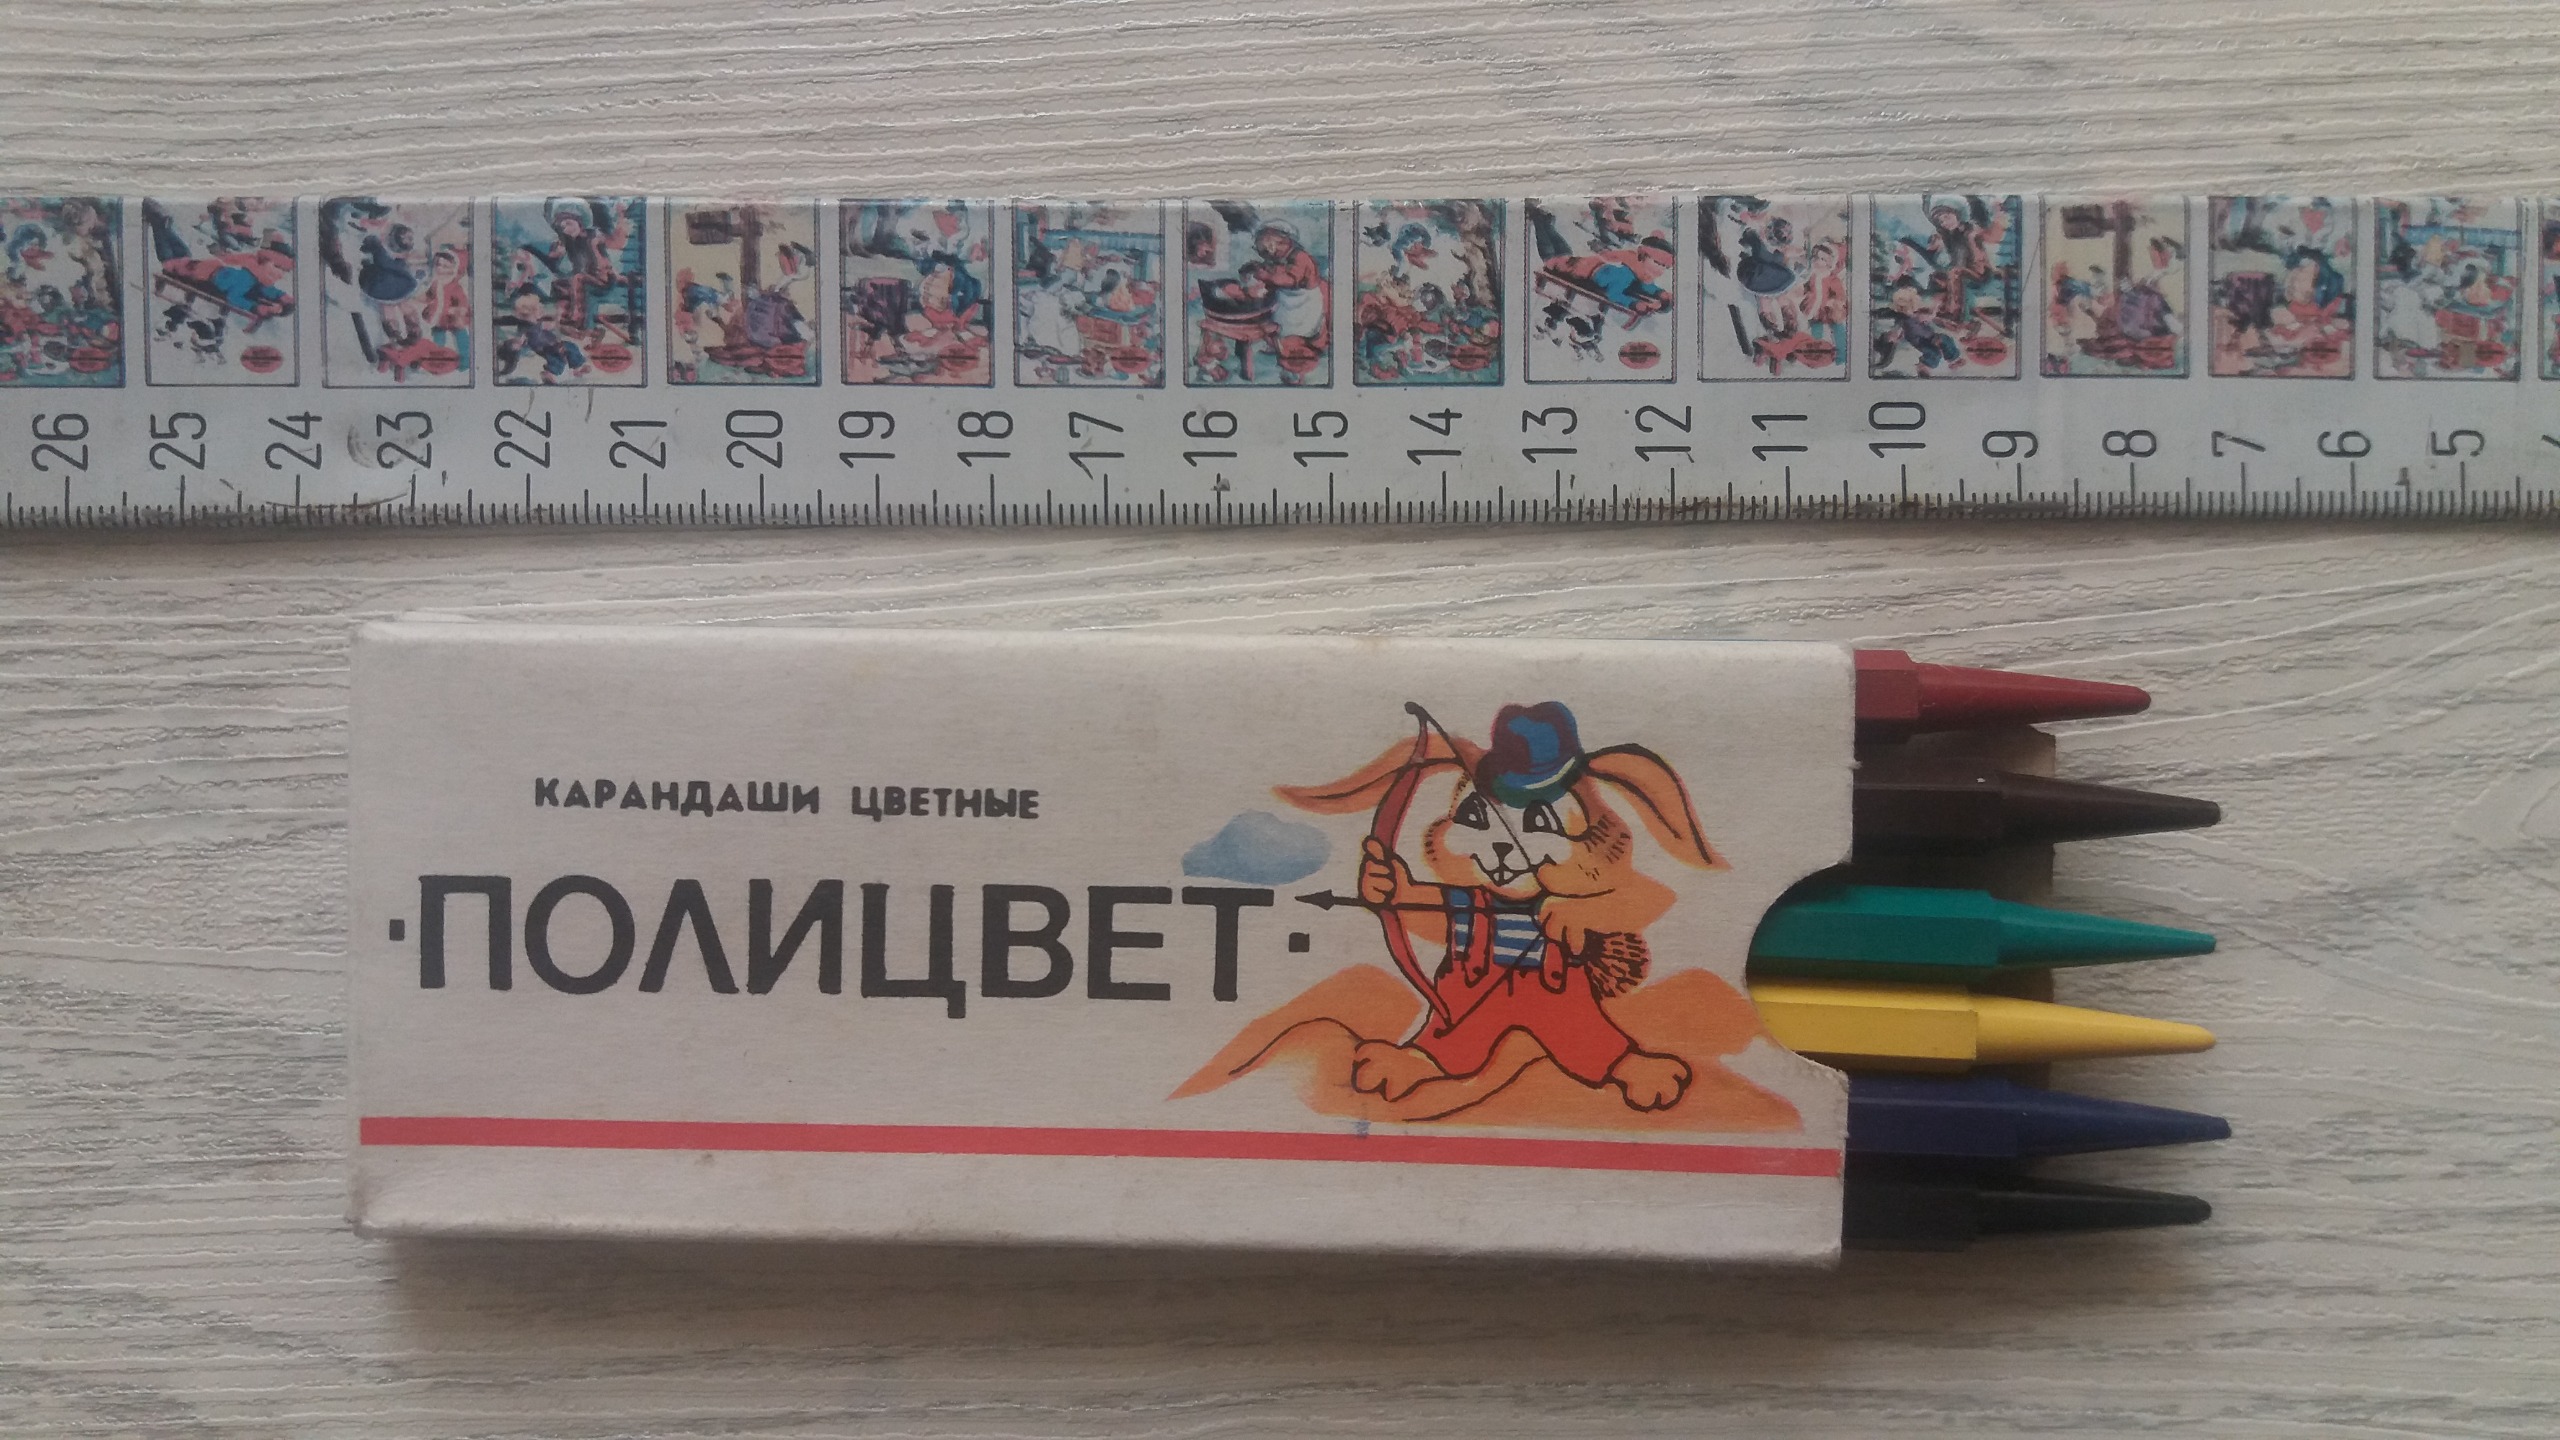 26 25 24 23 22 21 20 19 18 17 16 15 14 13 12 11 10 9 8 7 6 5
КАРАНДАШИ ЦВЕТНЫЕ
·ПОЛИЦВЕТ·